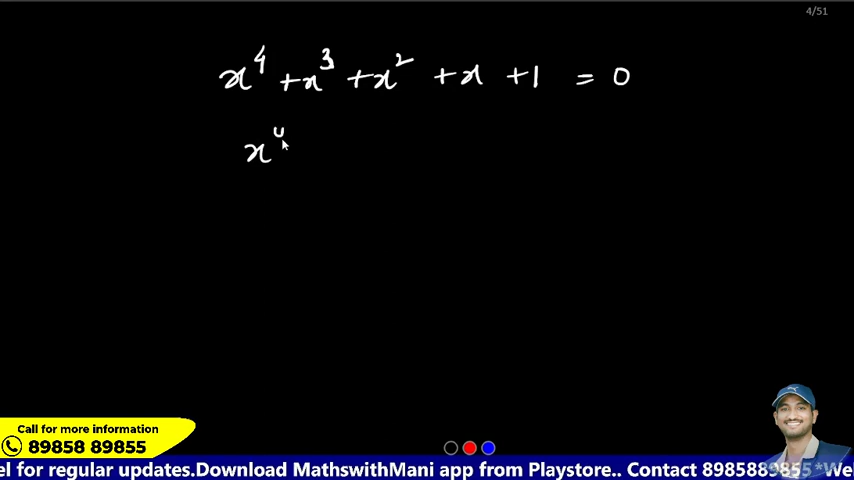 4/51
x⁴ + x³ + x² + x + 1 = 0
x
Call for more information
89858 89855
el for regular updates.Download MathswithMani app from Playstore.. Contact 8985889855 *We